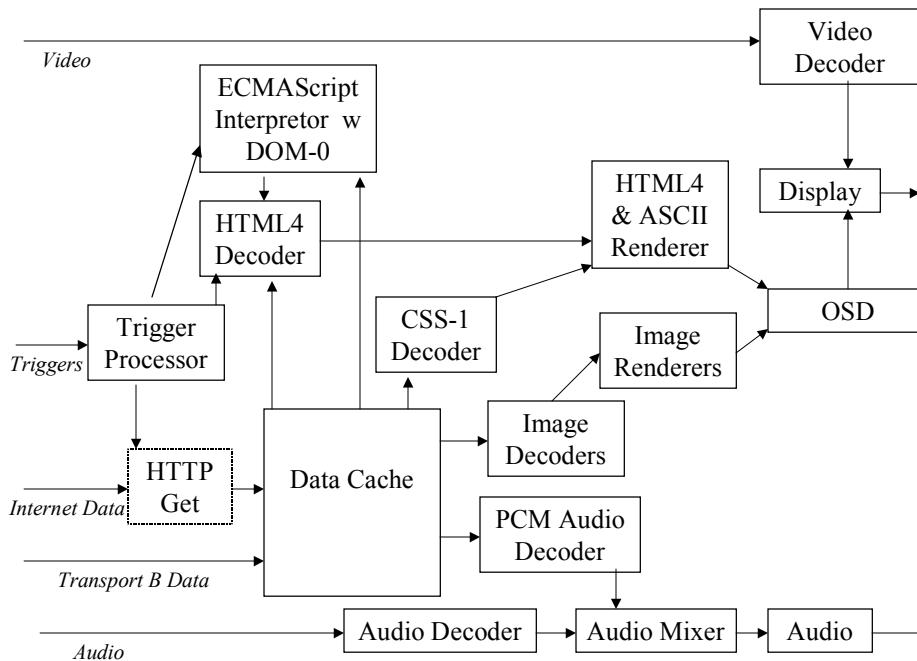 Video
Video
Decoder
ECMAScript
Interpretor w
DOM-0
HTML4
Decoder
HTML4
& ASCII
Renderer
Display
Trigger
Processor
Triggers
CSS-1
Decoder
Image
Renderers
OSD
HTTP
Get
Internet Data
Data Cache
Image
Decoders
PCM Audio
Decoder
Transport B Data
Audio
Audio Decoder
Audio Mixer
Audio